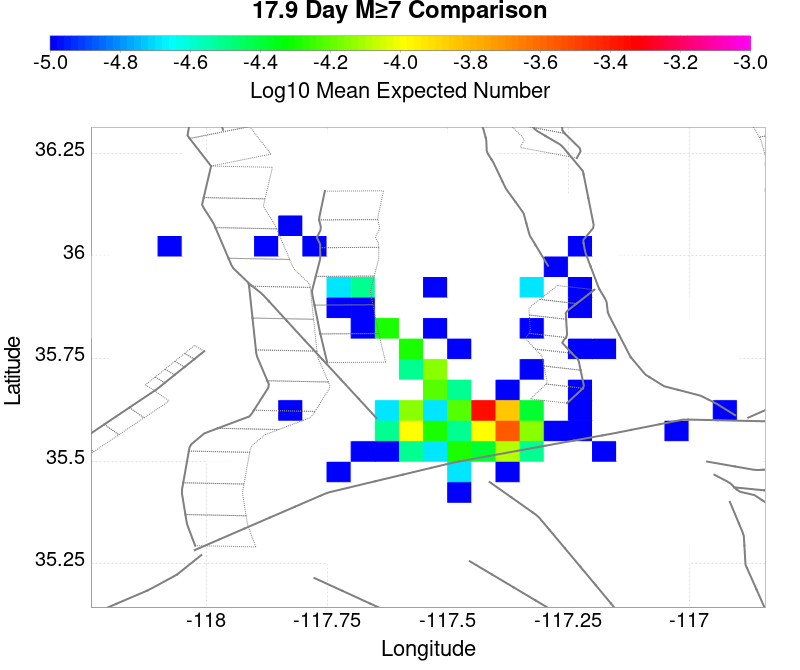 17.9 Day M≥7 Comparison
-5.0 -4.8 -4.6 -4.4 -4.2 -4.0 -3.8 -3.6 -3.4 -3.2 -3.0
Log10 Mean Expected Number
36.25
36
35.75
35.5
35.25
Latitude
-118 -117.75 -117.5 -117.25 -117
Longitude